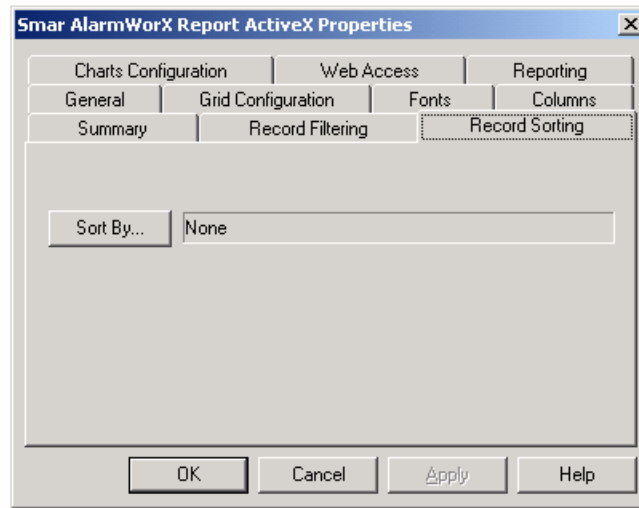 Smar AlarmWorX Report ActiveX Properties
Charts Configuration Web Access Reporting
General Grid Configuration Fonts Columns
Summary Record Filtering Record Sorting
Sort By... None
OK Cancel Apply Help